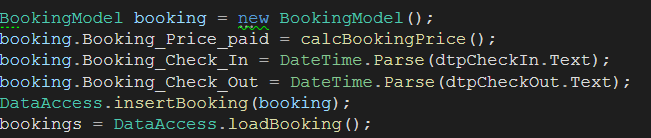 BookingModel booking = new BookingModel();
booking.Booking_Price_paid = calcBookingPrice();
booking.Booking_Check_In = DateTime.Parse(dtpCheckIn.Text);
booking.Booking_Check_Out = DateTime.Parse(dtpCheckOut.Text);
DataAccess.insertBooking(booking);
bookings = DataAccess.loadBooking();